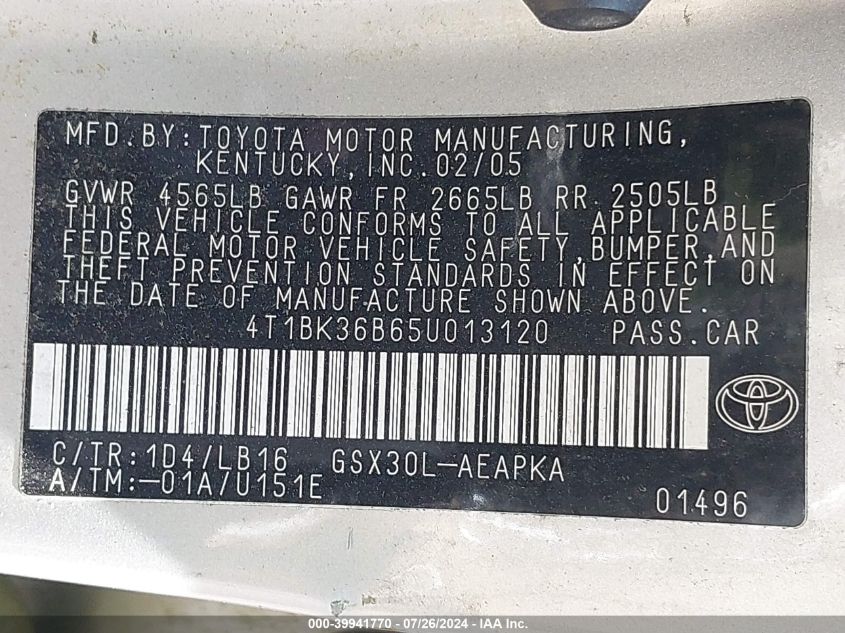 MFD.BY:TOYOTA MOTOR MANUFACTURING,
KENTUCKY,INC.02/05
GVWR 4565LB GAWR FR 2665LB RR 2505LB
THIS VEHICLE CONFORMS TO ALL APPLICABLE
FEDERAL MOTOR VEHICLE SAFETY,BUMPER,AND
THEFT PREVENTION STANDARDS IN EFFECT ON
THE DATE OF MANUFACTURE SHOWN ABOVE.
4T1BK36B65U013120 PASS.CAR
C/TR:1D4/LB16 GSX30L-AEAPKA
A/TM:-01A/U151E
01496
000-39941770 - 07/26/2024 - IAAI.COM